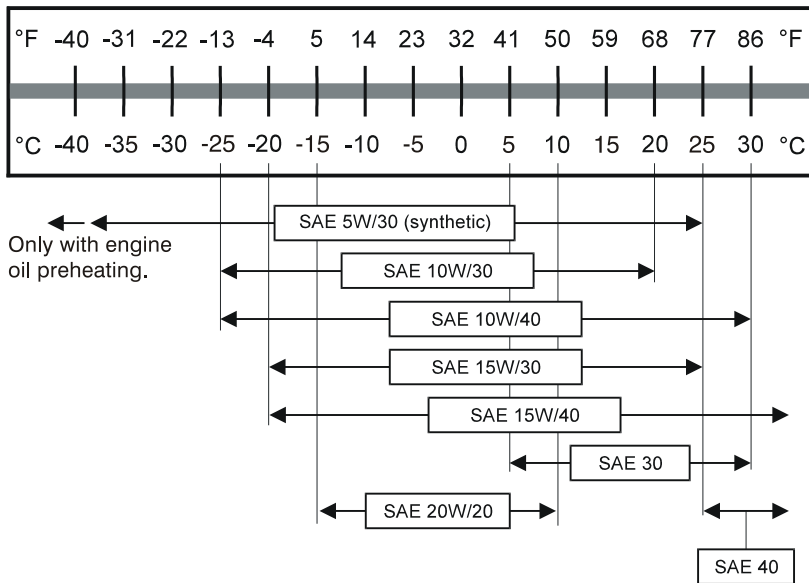 °F -40 -31 -22 -13 -4 5 14 23 32 41 50 59 68 77 86 °F
°C -40 -35 -30 -25 -20 -15 -10 -5 0 5 10 15 20 25 30 °C
SAE 5W/30 (synthetic)
Only with engine
oil preheating.
SAE 10W/30
SAE 10W/40
SAE 15W/30
SAE 15W/40
SAE 30
SAE 20W/20
SAE 40